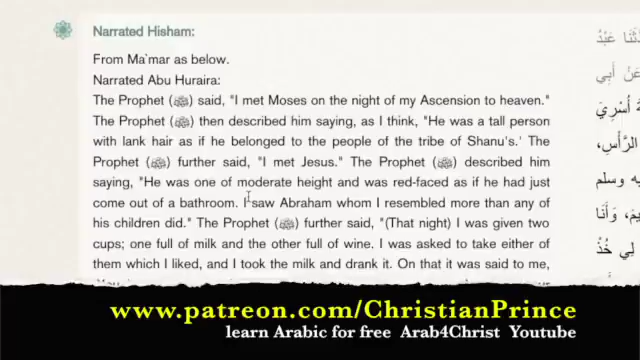 Narrated Hisham:
From Ma`mar as below.
Narrated Abu Huraira:
The Prophet (ﷺ) said, "I met Moses on the night of my Ascension to heaven."
The Prophet (ﷺ) then described him saying, as I think, "He was a tall person
with lank hair as if he belonged to the people of the tribe of Shanu's.' The
Prophet (ﷺ) further said, "I met Jesus." The Prophet (ﷺ) described him
saying, "He was one of moderate height and was red-faced as if he had just
come out of a bathroom. I saw Abraham whom I resembled more than any of
his children did." The Prophet (ﷺ) further said, "(That night) I was given two
cups; one full of milk and the other full of wine. I was asked to take either of
them which I liked, and I took the milk and drank it. On that it was said to me,
عَبْدُ
عَنْ أَبِي
أُسْرِيَ
الرَّأْسِ،
عليه وسلم
وَأَنَا
لِي خُذْ
www.patreon.com/ChristianPrince
learn Arabic for free Arab4Christ Youtube